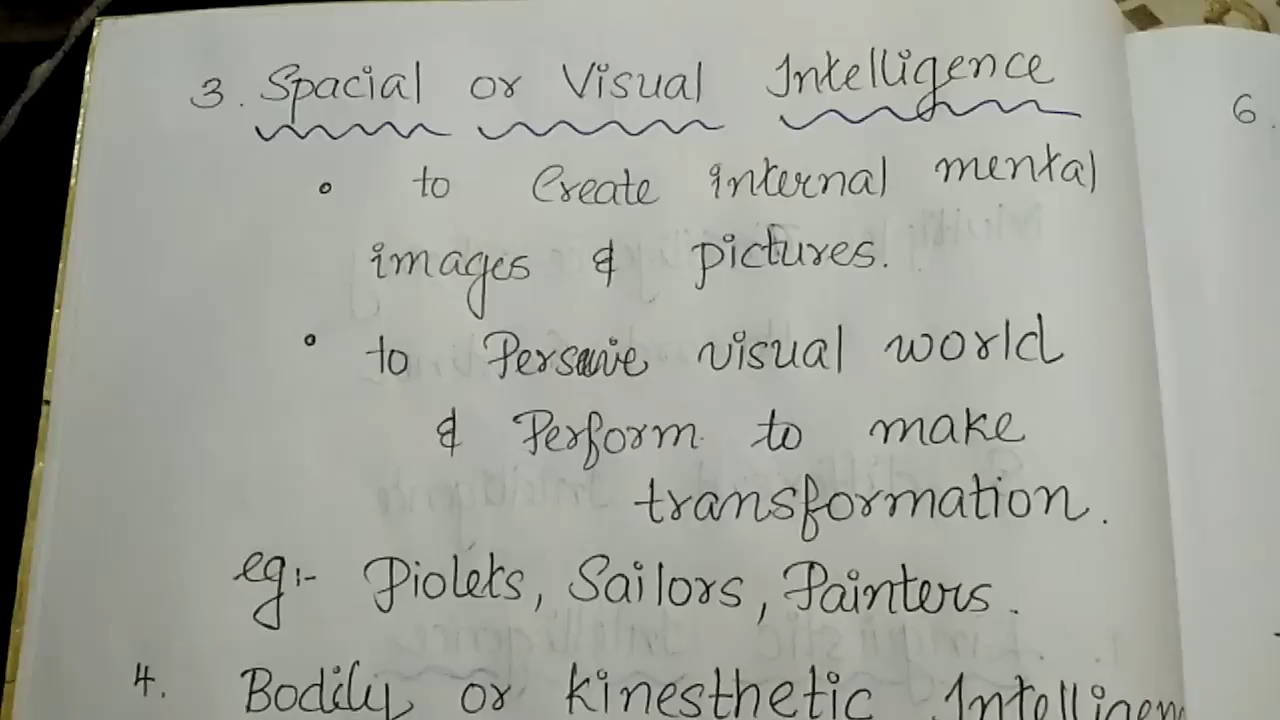 3. Spacial or Visual Intelligence
• to Create internal mental
images & pictures.
• to visual world
& Perform to make
transformation.
eg:- Piolets, Sailors, Painters.
4. Bodily or kinesthetic Intelligen
6.